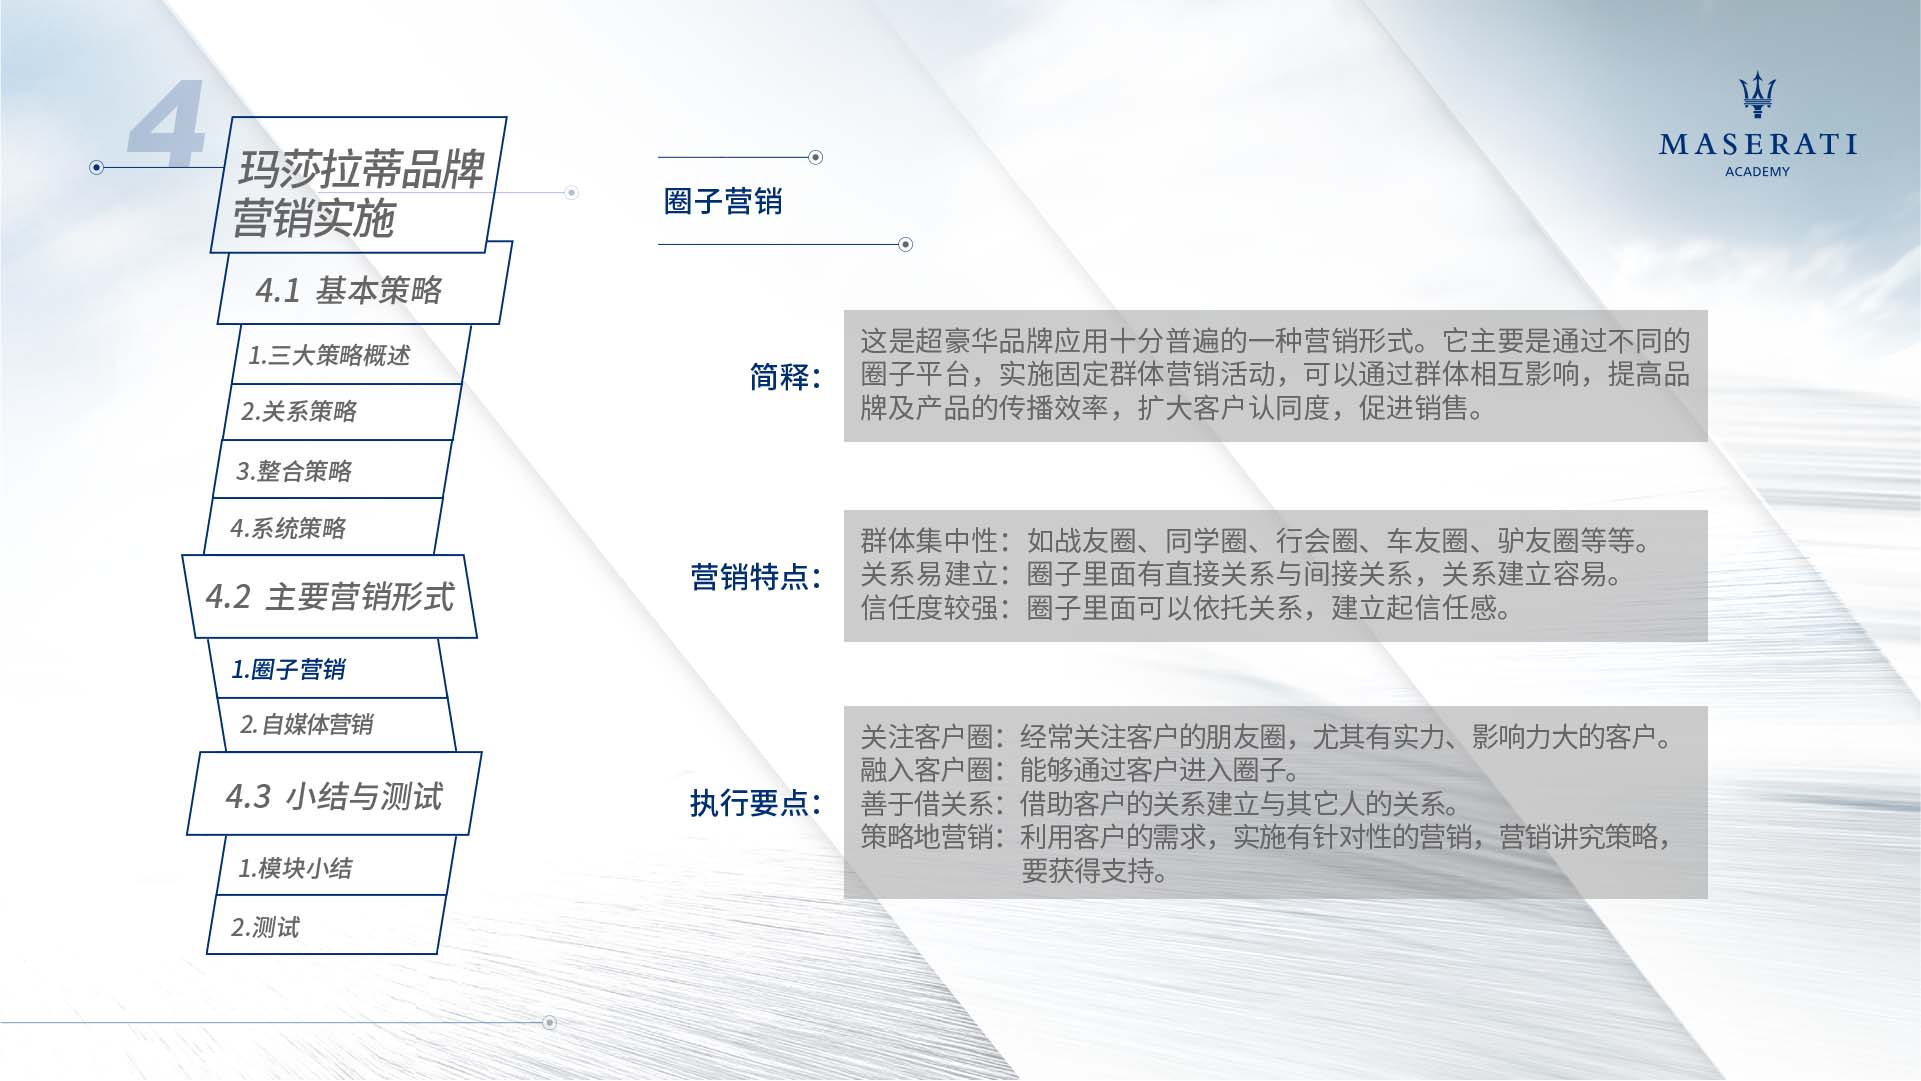 4
玛莎拉蒂品牌
营销实施
4.1 基本策略
1.三大策略概述
2.关系策略
3.整合策略
4.系统策略
4.2 主要营销形式
1.圈子营销
2.自媒体营销
4.3 小结与测试
1.模块小结
2.测试
MASERATI
ACADEMY
圈子营销
简释：
这是超豪华品牌应用十分普遍的一种营销形式。它主要是通过不同的
圈子平台，实施固定群体营销活动，可以通过群体相互影响，提高品
牌及产品的传播效率，扩大客户认同度，促进销售。
营销特点：
群体集中性：如战友圈、同学圈、行会圈、车友圈、驴友圈等等。
关系易建立：圈子里面有直接关系与间接关系，关系建立容易。
信任度较强：圈子里面可以依托关系，建立起信任感。
执行要点：
关注客户圈：经常关注客户的朋友圈，尤其有实力、影响力大的客户。
融入客户圈：能够通过客户进入圈子。
善于借关系：借助客户的关系建立与其它人的关系。
策略地营销：利用客户的需求，实施有针对性的营销，营销讲究策略，
要获得支持。